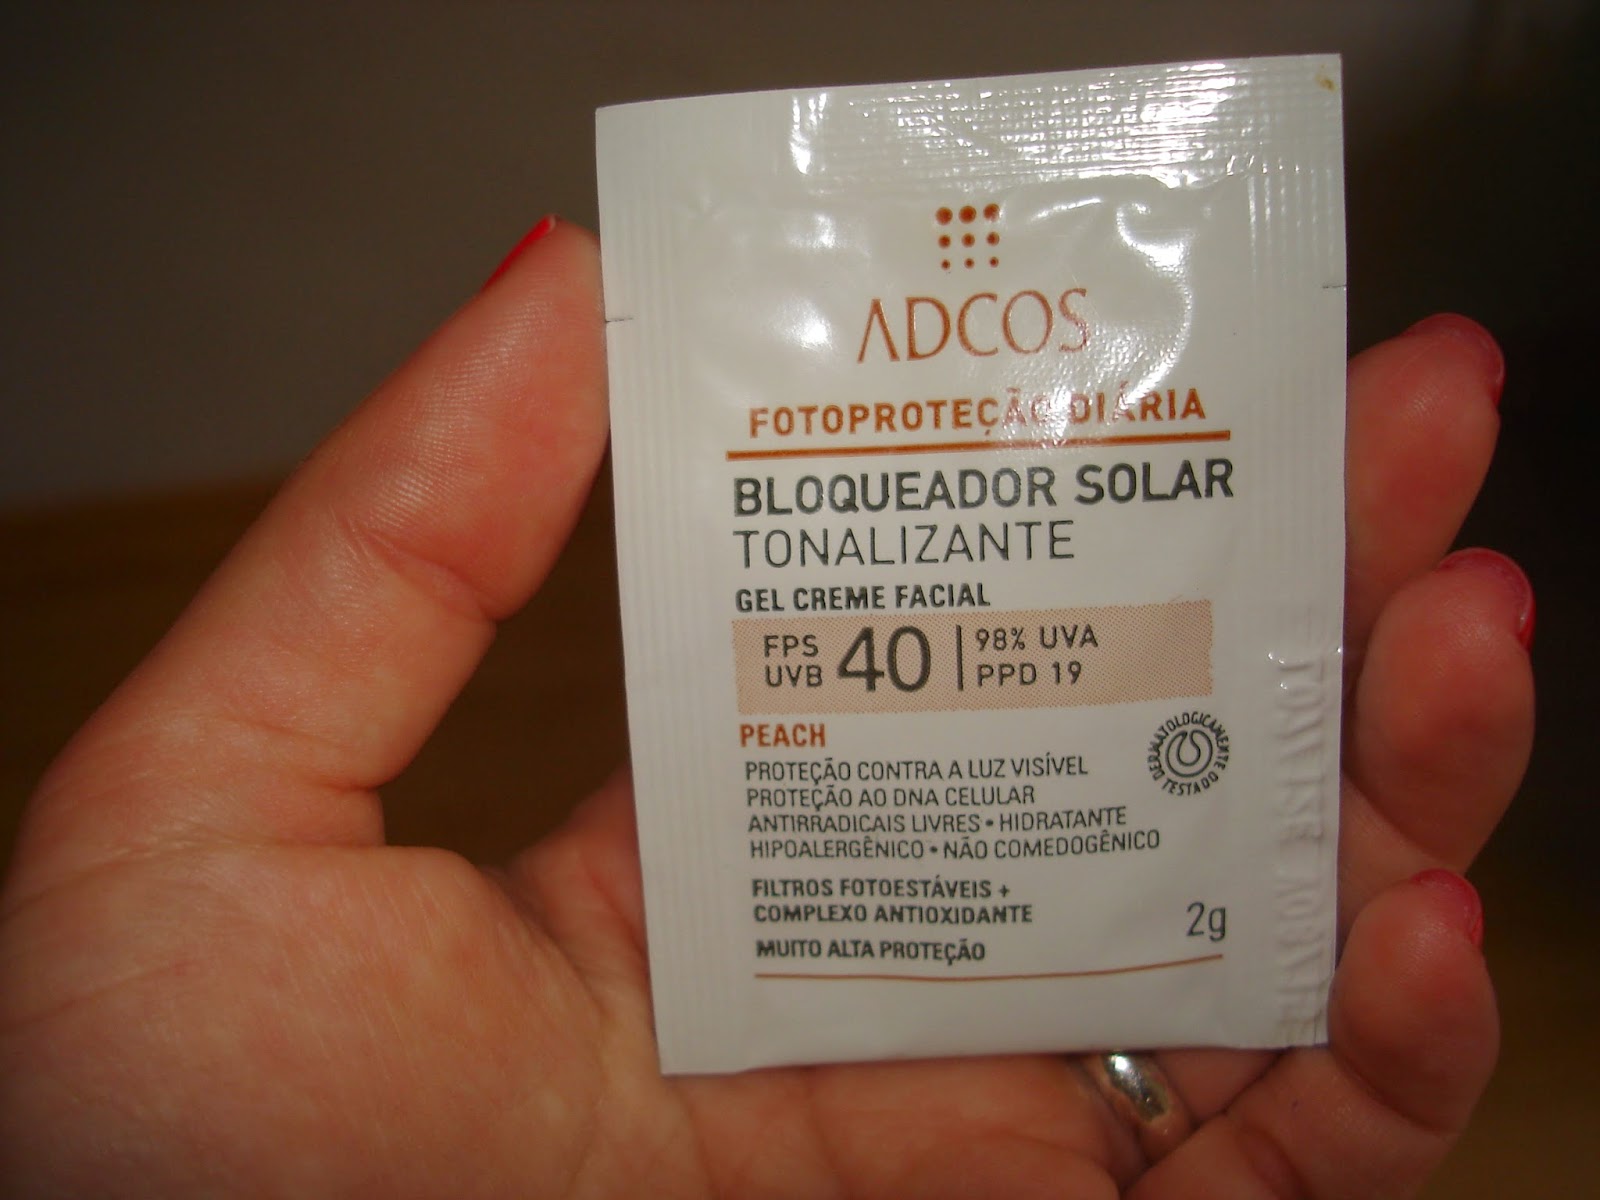 ADCOS
FOTOPROTEÇÃO DIÁRIA
BLOQUEADOR SOLAR
TONALIZANTE
GEL CREME FACIAL
FPS UVB 40 | 98% UVA PPD 19
PEACH
PROTEÇÃO CONTRA A LUZ VISÍVEL
PROTEÇÃO AO DNA CELULAR
ANTIRRADICAIS LIVRES • HIDRATANTE
HIPOALERGÊNICO • NÃO COMEDOGÊNICO
DERMATOLOGICAMENTE TESTADO
FILTROS FOTOESTÁVEIS +
COMPLEXO ANTIOXIDANTE
MUITO ALTA PROTEÇÃO
2g